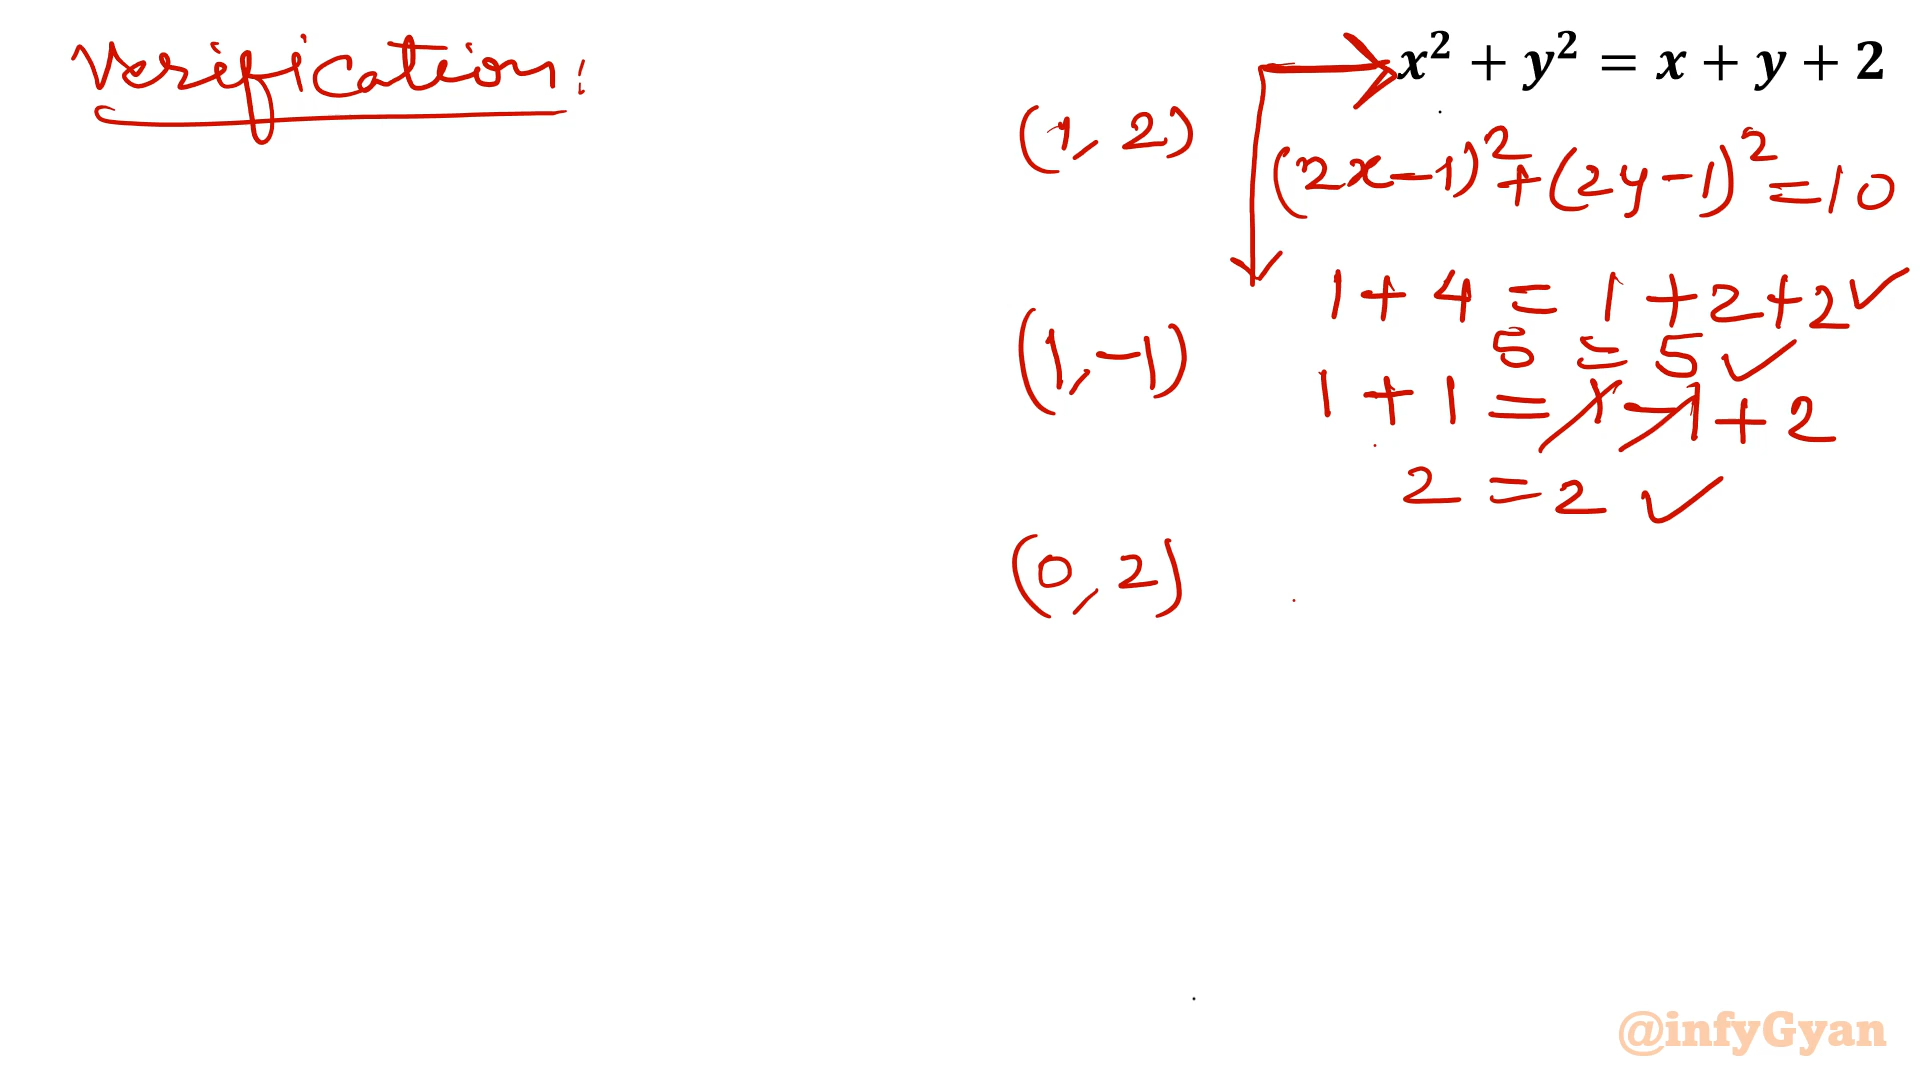 Verification:
x² + y² = x + y + 2
(1, 2)
(2x-1)²+(2y-1)²=10
1 + 4 = 1 + 2 + 2 ✓
5 = 5 ✓
(1, -1)
1 + 1 = 1 - 1 + 2
2 = 2 ✓
(0, 2)
@infyGyan